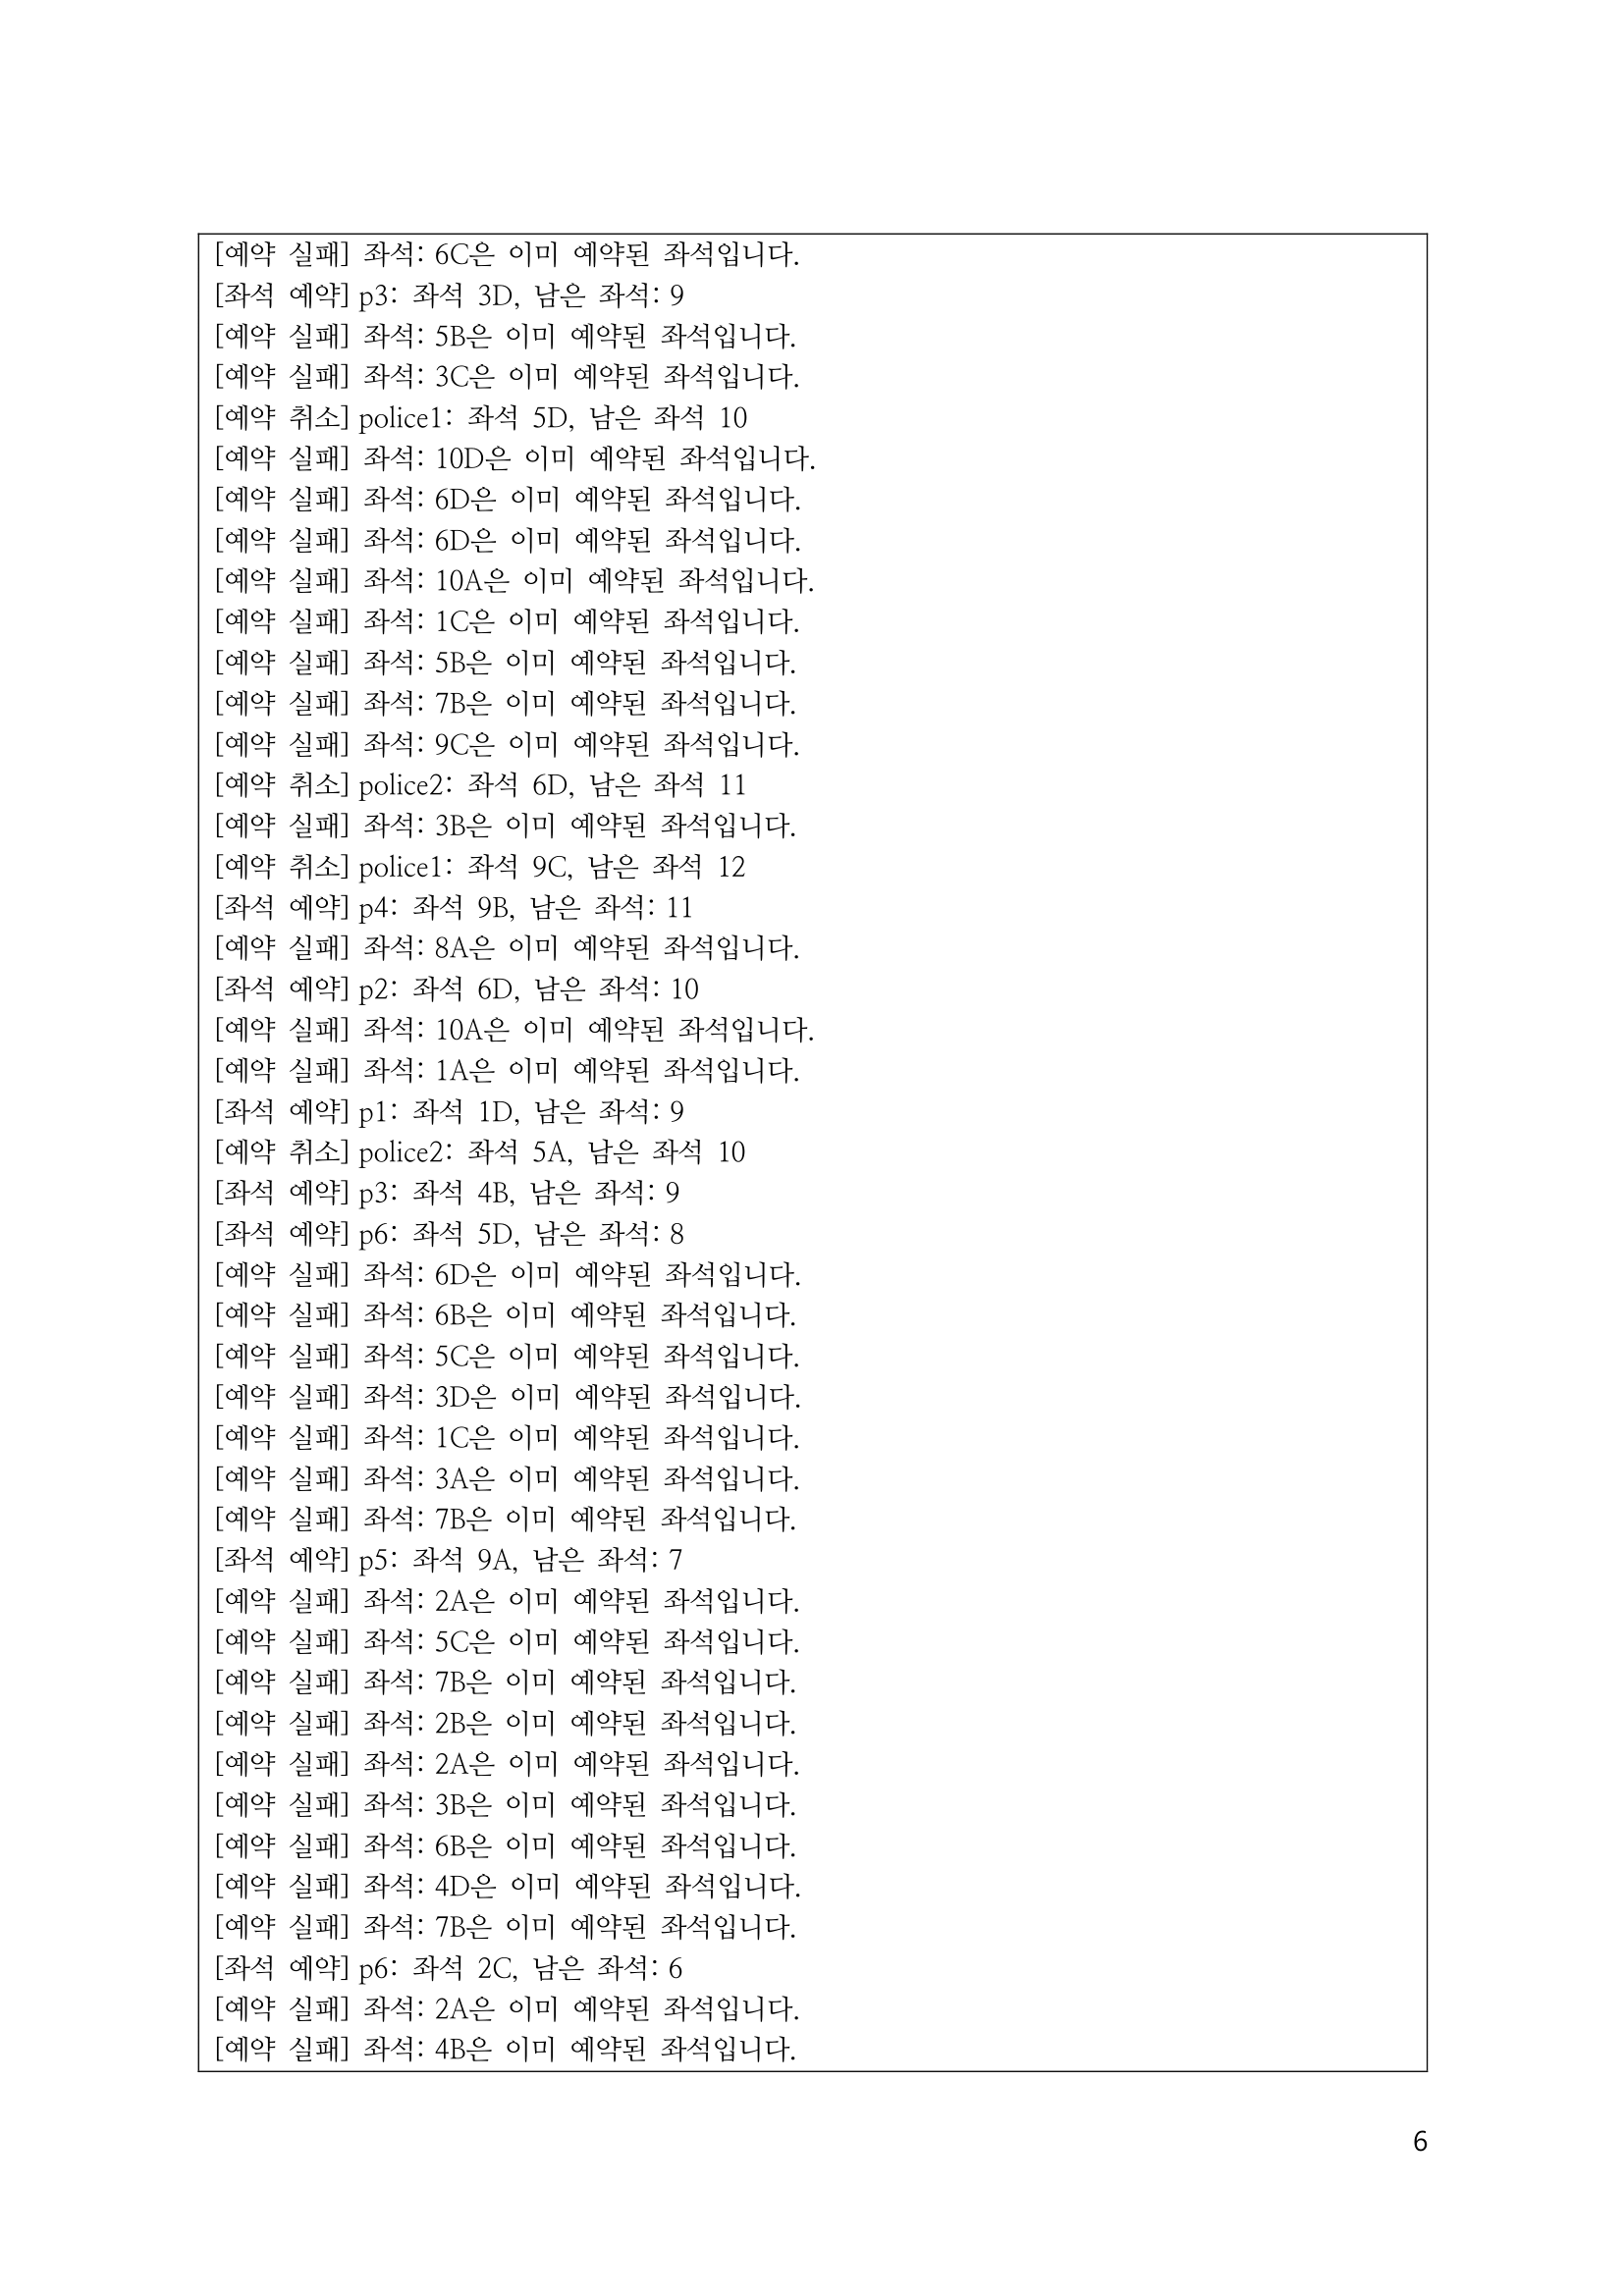 [예약 실패] 좌석: 6C은 이미 예약된 좌석입니다.
[좌석 예약] p3: 좌석 3D, 남은 좌석: 9
[예약 실패] 좌석: 5B은 이미 예약된 좌석입니다.
[예약 실패] 좌석: 3C은 이미 예약된 좌석입니다.
[예약 취소] police1: 좌석 5D, 남은 좌석 10
[예약 실패] 좌석: 10D은 이미 예약된 좌석입니다.
[예약 실패] 좌석: 6D은 이미 예약된 좌석입니다.
[예약 실패] 좌석: 6D은 이미 예약된 좌석입니다.
[예약 실패] 좌석: 10A은 이미 예약된 좌석입니다.
[예약 실패] 좌석: 1C은 이미 예약된 좌석입니다.
[예약 실패] 좌석: 5B은 이미 예약된 좌석입니다.
[예약 실패] 좌석: 7B은 이미 예약된 좌석입니다.
[예약 실패] 좌석: 9C은 이미 예약된 좌석입니다.
[예약 취소] police2: 좌석 6D, 남은 좌석 11
[예약 실패] 좌석: 3B은 이미 예약된 좌석입니다.
[예약 취소] police1: 좌석 9C, 남은 좌석 12
[좌석 예약] p4: 좌석 9B, 남은 좌석: 11
[예약 실패] 좌석: 8A은 이미 예약된 좌석입니다.
[좌석 예약] p2: 좌석 6D, 남은 좌석: 10
[예약 실패] 좌석: 10A은 이미 예약된 좌석입니다.
[예약 실패] 좌석: 1A은 이미 예약된 좌석입니다.
[좌석 예약] p1: 좌석 1D, 남은 좌석: 9
[예약 취소] police2: 좌석 5A, 남은 좌석 10
[좌석 예약] p3: 좌석 4B, 남은 좌석: 9
[좌석 예약] p6: 좌석 5D, 남은 좌석: 8
[예약 실패] 좌석: 6D은 이미 예약된 좌석입니다.
[예약 실패] 좌석: 6B은 이미 예약된 좌석입니다.
[예약 실패] 좌석: 5C은 이미 예약된 좌석입니다.
[예약 실패] 좌석: 3D은 이미 예약된 좌석입니다.
[예약 실패] 좌석: 1C은 이미 예약된 좌석입니다.
[예약 실패] 좌석: 3A은 이미 예약된 좌석입니다.
[예약 실패] 좌석: 7B은 이미 예약된 좌석입니다.
[좌석 예약] p5: 좌석 9A, 남은 좌석: 7
[예약 실패] 좌석: 2A은 이미 예약된 좌석입니다.
[예약 실패] 좌석: 5C은 이미 예약된 좌석입니다.
[예약 실패] 좌석: 7B은 이미 예약된 좌석입니다.
[예약 실패] 좌석: 2B은 이미 예약된 좌석입니다.
[예약 실패] 좌석: 2A은 이미 예약된 좌석입니다.
[예약 실패] 좌석: 3B은 이미 예약된 좌석입니다.
[예약 실패] 좌석: 6B은 이미 예약된 좌석입니다.
[예약 실패] 좌석: 4D은 이미 예약된 좌석입니다.
[예약 실패] 좌석: 7B은 이미 예약된 좌석입니다.
[좌석 예약] p6: 좌석 2C, 남은 좌석: 6
[예약 실패] 좌석: 2A은 이미 예약된 좌석입니다.
[예약 실패] 좌석: 4B은 이미 예약된 좌석입니다.
6